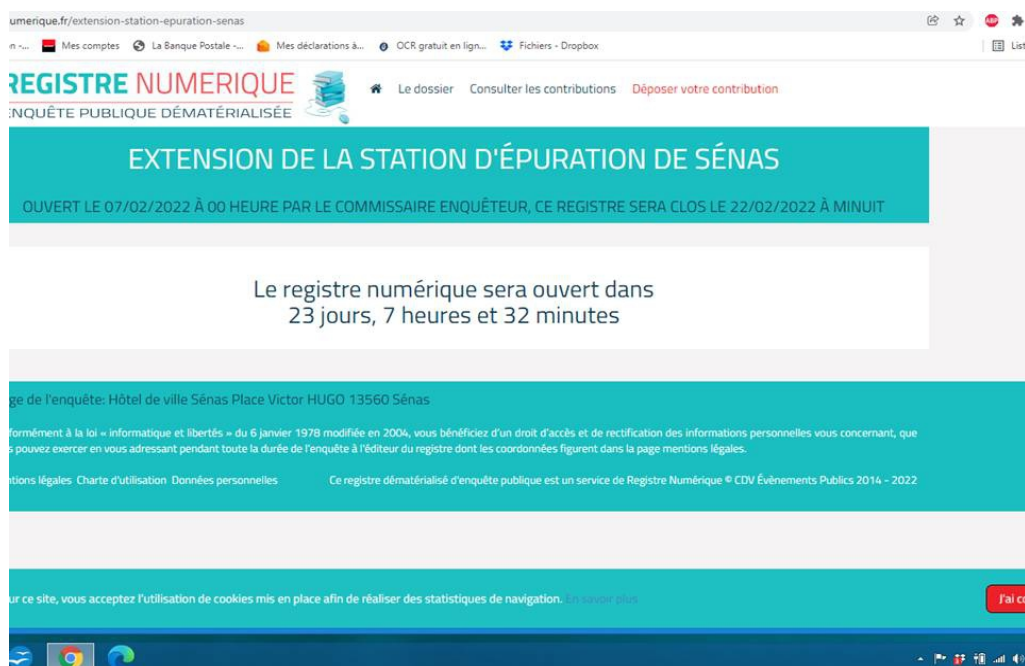 umerique.fr/extension-station-epuration-senas
on -... Mes comptes La Banque Postale -... Mes déclarations à... OCR gratuit en lign... Fichiers - Dropbox List
REGISTRE NUMERIQUE
ENQUÊTE PUBLIQUE DÉMATÉRIALISÉE
Le dossier Consulter les contributions Déposer votre contribution
EXTENSION DE LA STATION D'ÉPURATION DE SÉNAS
OUVERT LE 07/02/2022 À 00 HEURE PAR LE COMMISSAIRE ENQUÊTEUR, CE REGISTRE SERA CLOS LE 22/02/2022 À MINUIT
Le registre numérique sera ouvert dans
23 jours, 7 heures et 32 minutes
ge de l'enquête: Hôtel de ville Sénas Place Victor HUGO 13560 Sénas
formément à la loi « informatique et libertés » du 6 janvier 1978 modifiée en 2004, vous bénéficiez d'un droit d'accès et de rectification des informations personnelles vous concernant, que
s pouvez exercer en vous adressant pendant toute la durée de l'enquête à l'éditeur du registre dont les coordonnées figurent dans la page mentions légales.
tions légales Charte d'utilisation Données personnelles Ce registre dématérialisé d'enquête publique est un service de Registre Numérique © CDV Évènements Publics 2014 - 2022
ur ce site, vous acceptez l'utilisation de cookies mis en place afin de réaliser des statistiques de navigation. En savoir plus
J'ai co